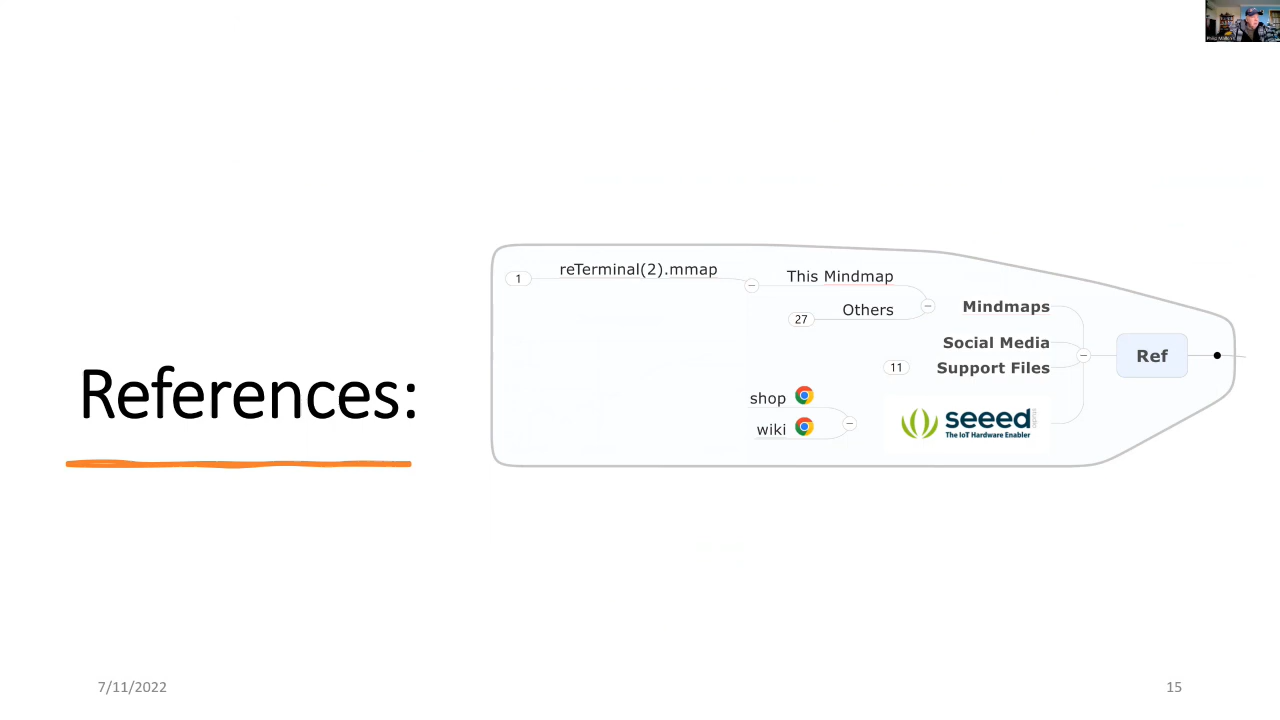 References:
reTerminal(2).mmap
1
This Mindmap
Others
27
Mindmaps
Social Media
Support Files
11
Ref
shop
wiki
seeed
The IoT Hardware Enabler
7/11/2022
15